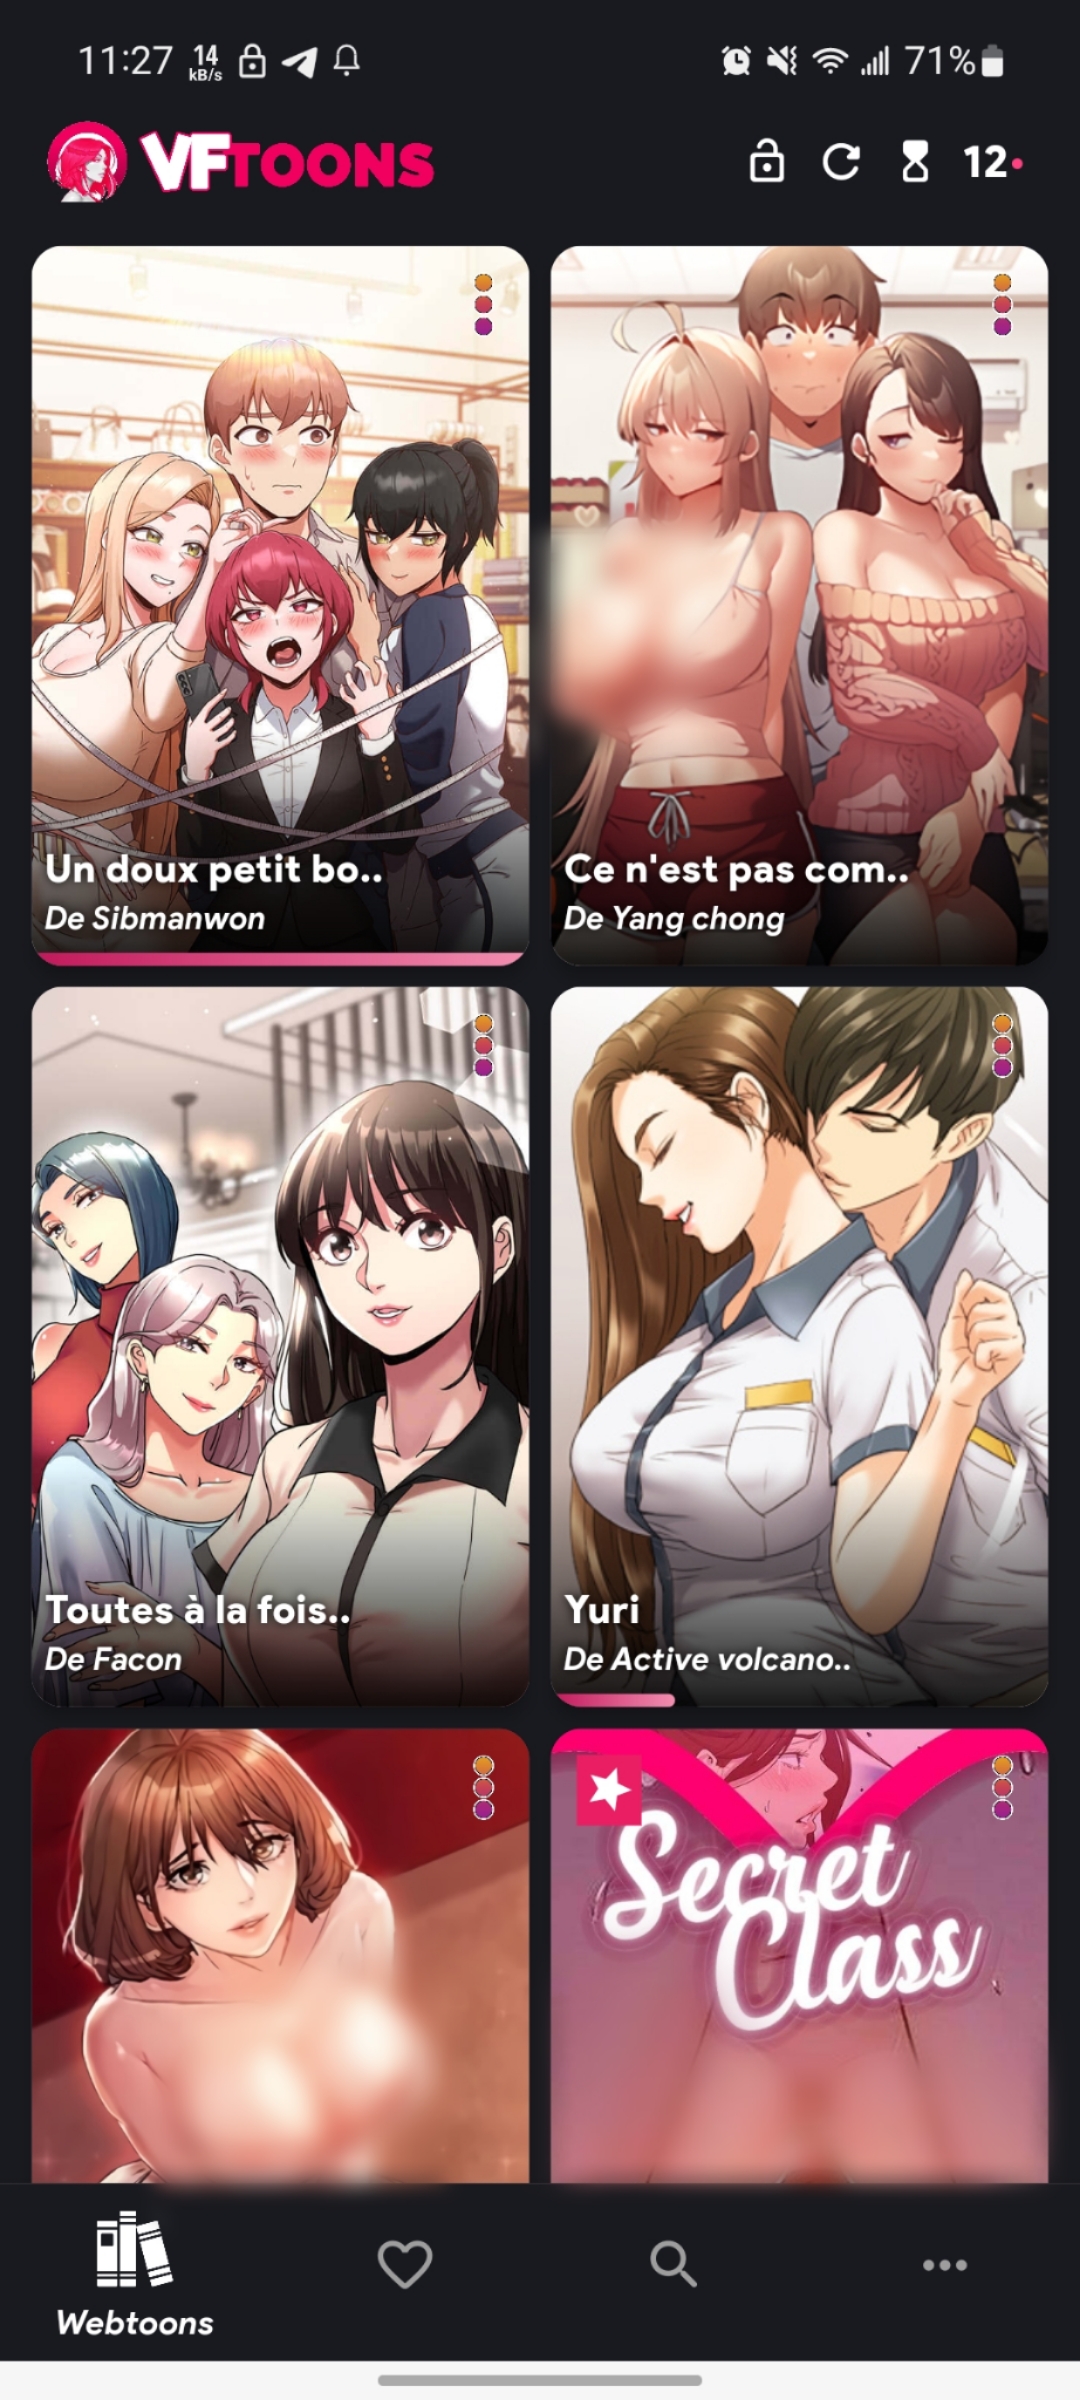 11:27 14 kB/s 71%
VFTOONS 12
Un doux petit bo..
De Sibmanwon
Ce n'est pas com..
De Yang chong
Toutes à la fois..
De Facon
Yuri
De Active volcano..
Secret
Class
Webtoons